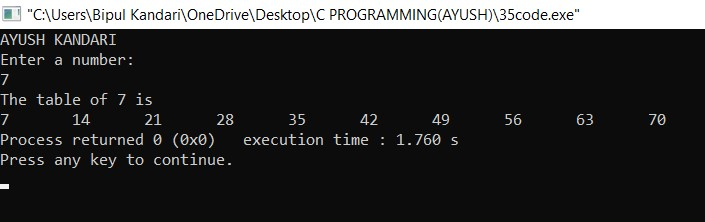 "C:\Users\Bipul Kandari\OneDrive\Desktop\C PROGRAMMING(AYUSH)\35code.exe"
AYUSH KANDARI
Enter a number:
7
The table of 7 is
7 14 21 28 35 42 49 56 63 70
Process returned 0 (0x0) execution time : 1.760 s
Press any key to continue.